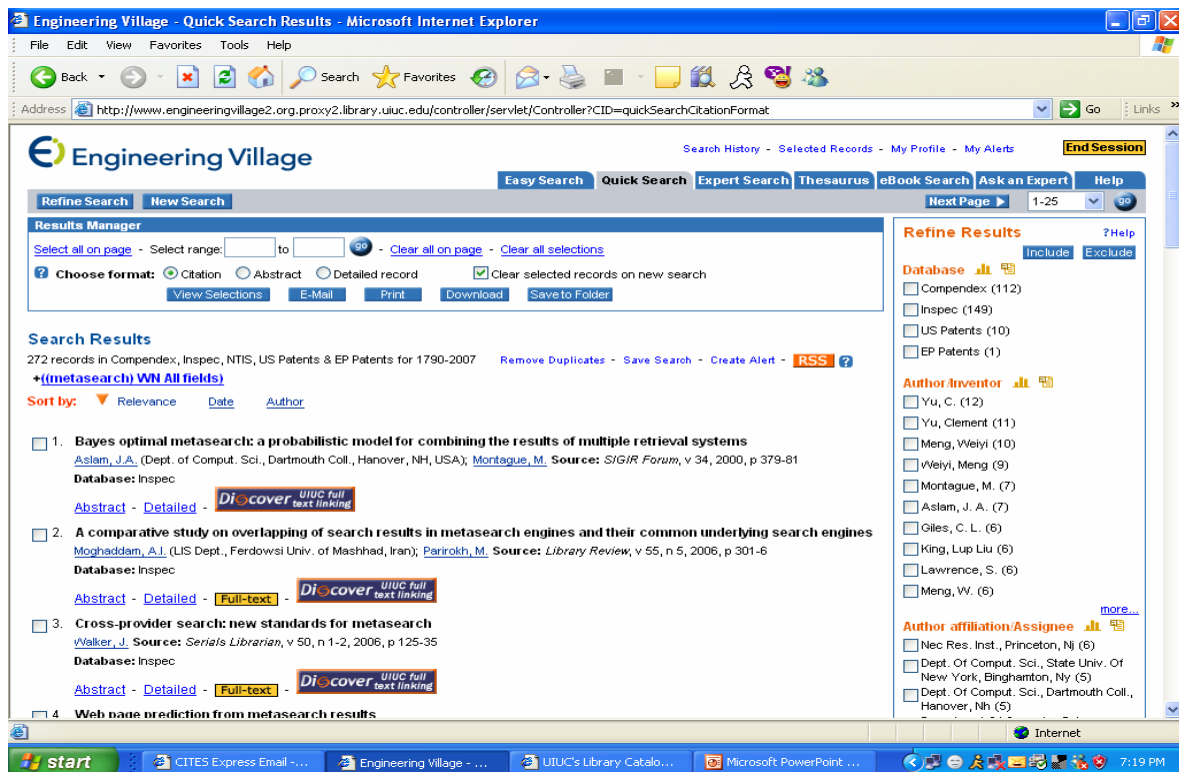 Engineering Village - Quick Search Results - Microsoft Internet Explorer
File Edit View Favorites Tools Help
Back Search Favorites
Address http://www.engineeringvillage2.org.proxy2.library.uiuc.edu/controller/servlet/Controller?CID=quickSearchCitationFormat Go Links »
Engineering Village
Search History - Selected Records - My Profile - My Alerts End Session
Easy Search Quick Search Expert Search Thesaurus eBook Search Ask an Expert Help
Refine Search New Search Next Page 1-25 go
Results Manager
Select all on page - Select range: to go - Clear all on page - Clear all selections
? Choose format: Citation Abstract Detailed record Clear selected records on new search
View Selections E-Mail Print Download Save to Folder
Search Results
272 records in Compendex, Inspec, NTIS, US Patents & EP Patents for 1790-2007 Remove Duplicates - Save Search - Create Alert - RSS ?
+((metasearch) WN All fields)
Sort by: Relevance Date Author
1. Bayes optimal metasearch: a probabilistic model for combining the results of multiple retrieval systems
Aslam, J.A. (Dept. of Comput. Sci., Dartmouth Coll., Hanover, NH, USA); Montague, M. Source: SIGIR Forum, v 34, 2000, p 379-81
Database: Inspec
Abstract - Detailed - Discover UIUC full text linking
2. A comparative study on overlapping of search results in metasearch engines and their common underlying search engines
Moghaddam, A.I. (LIS Dept., Ferdowsi Univ. of Mashhad, Iran); Parirokh, M. Source: Library Review, v 55, n 5, 2006, p 301-6
Database: Inspec
Abstract - Detailed - Full-text - Discover UIUC full text linking
3. Cross-provider search: new standards for metasearch
Walker, J. Source: Serials Librarian, v 50, n 1-2, 2006, p 125-35
Database: Inspec
Abstract - Detailed - Full-text - Discover UIUC full text linking
4 Web page prediction from metasearch results
Refine Results ?Help
Include Exclude
Database
Compendex (112)
Inspec (149)
US Patents (10)
EP Patents (1)
Author/Inventor
Yu, C. (12)
Yu, Clement (11)
Meng, Weiyi (10)
Weiyi, Meng (9)
Montague, M. (7)
Aslam, J. A. (7)
Giles, C. L. (6)
King, Lup Liu (6)
Lawrence, S. (6)
Meng, W. (6)
more...
Author affiliation/Assignee
Nec Res. Inst., Princeton, Nj (6)
Dept. Of Comput. Sci., State Univ. Of
New York, Binghamton, Ny (5)
Dept. Of Comput. Sci., Dartmouth Coll.,
Hanover, Nh (5)
Internet
start CITES Express Email -... Engineering Village - ... UIUC's Library Catalo... Microsoft PowerPoint ... 7:19 PM